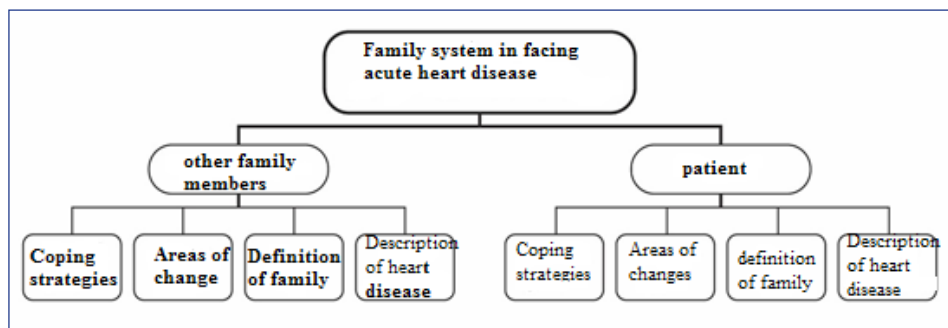 Family system in facing
acute heart disease
other family
members
patient
Coping
strategies
Areas of
change
Definition
of family
Description
of heart
disease
Coping
strategies
Areas of
changes
definition
of family
Description
of heart
disease